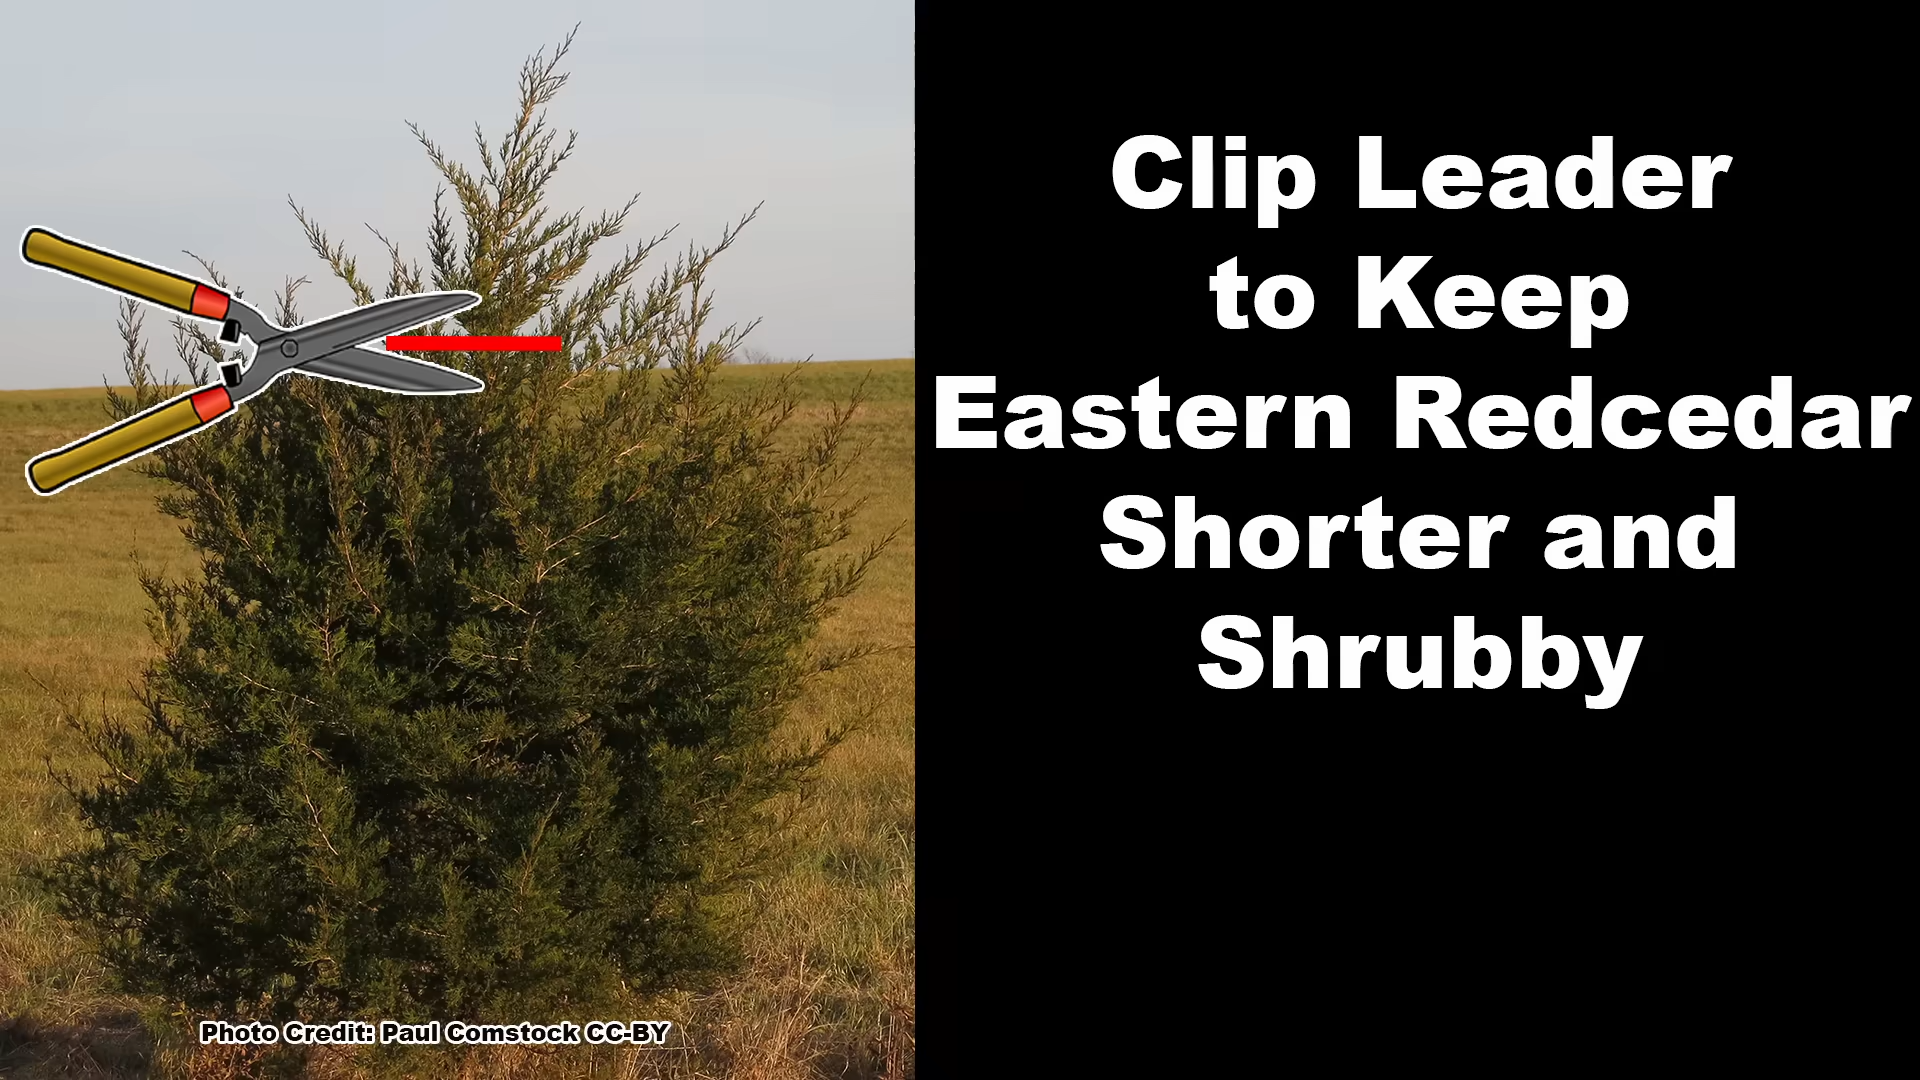 Clip Leader
to Keep
Eastern Redcedar
Shorter and
Shrubby
Photo Credit: Paul Comstock CC-BY